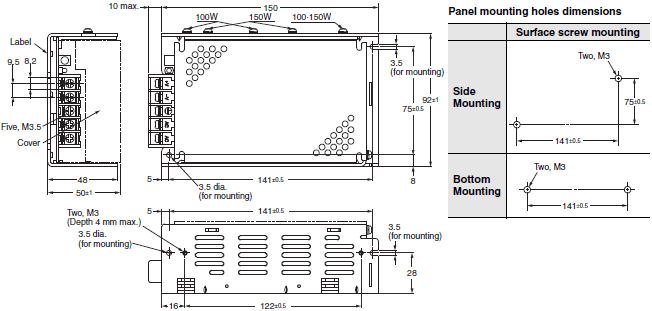 10 max.
150
100W
150W
100·150W
Label
9.5
8.2
Five, M3.5
Cover
48
50±1
3.5
(for mounting)
75±0.5
92±1
8
5
141±0.5
3.5 dia.
(for mounting)
Two, M3
(Depth 4 mm max.)
3.5 dia.
(for mounting)
5
141±0.5
3.5
(for mounting)
28
16
122±0.5
Panel mounting holes dimensions
Surface screw mounting
Side
Mounting
Two, M3
75±0.5
141±0.5
Bottom
Mounting
Two, M3
141±0.5